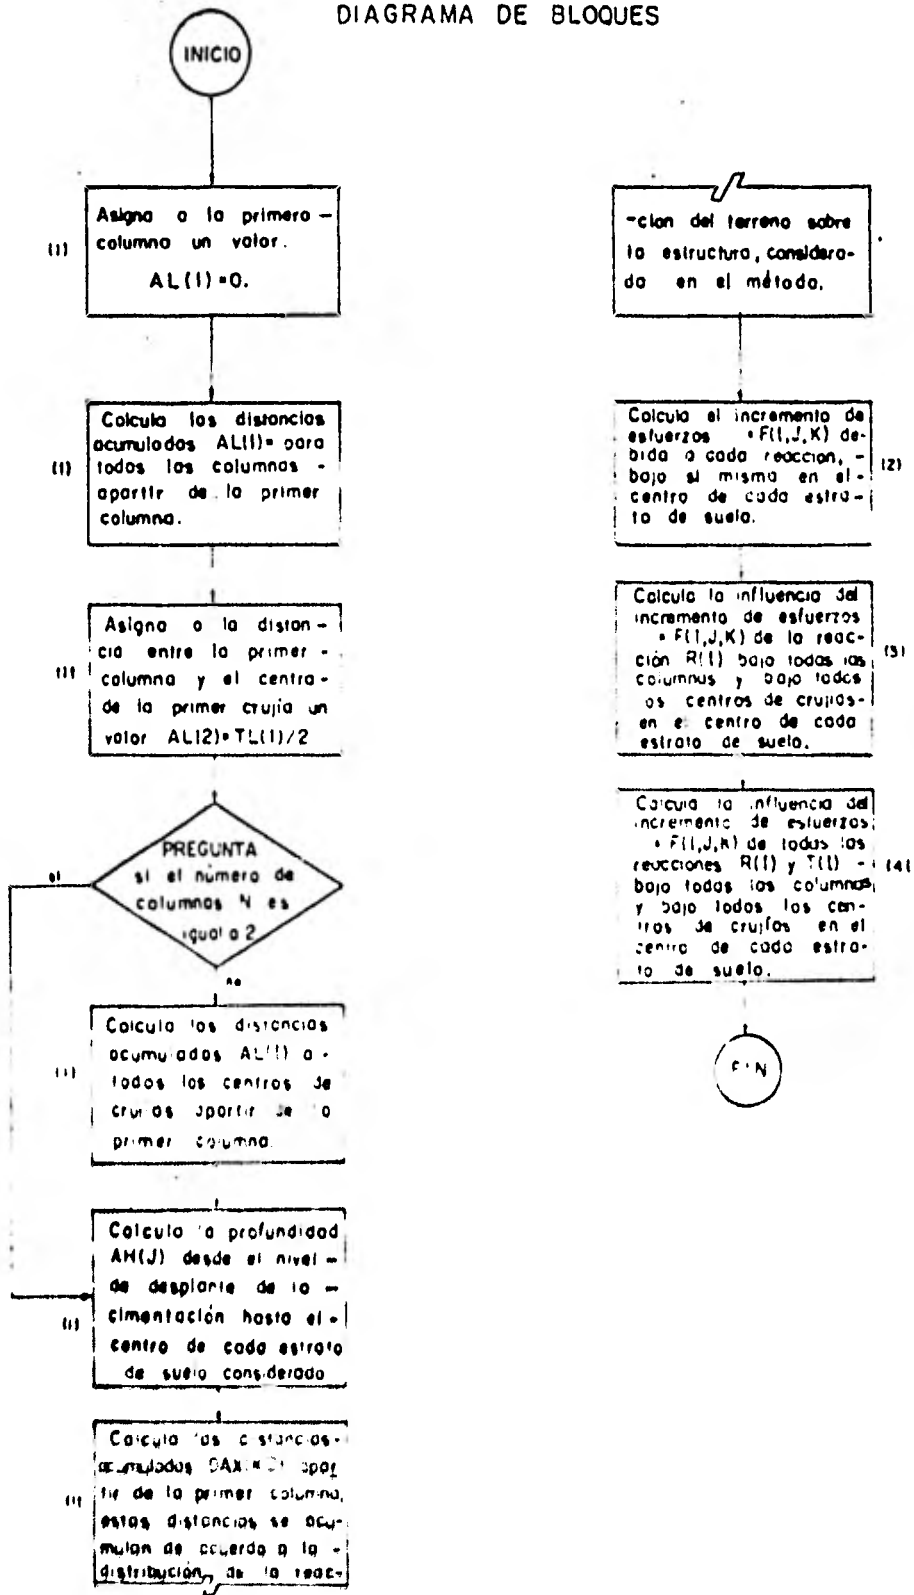 DIAGRAMA DE BLOQUES
INICIO
(1)
Asigna a la primera -
columna un valor.
AL(1)=0.
(1)
Calcula las distancias
acumuladas AL(I)= para
todas las columnas -
apartir de la primer
columna.
(1)
Asigna a la distan-
cia entre la primer -
columna y el centro-
de la primer crujía un
valor AL(2)=TL(1)/2
PREGUNTA
si el número de
columnas N es
igual a 2
si
no
(1)
Calcula las distancias
acumuladas AL(I) a -
todos los centros de
crujias apartir de la
primer columna.
(1)
Calcula la profundidad
AH(J) desde el nivel -
de desplante de la -
cimentación hasta el -
centro de cada estrato
de suelo considerado
(1)
Calcula las distancias-
acumuladas apar
tir de la primer columna,
estas distancias se acu-
mulan de acuerdo a la -
distribución, de la reac-
-cion del terreno sobre
la estructura, considera-
da en el método.
Calcula el incremento de
esfuerzos =F(I,J,K) de-
bida a cada reaccion, -
bajo si misma en el -
centro de cada estra-
to de suelo.
(2)
Calcula la influencia del
incremento de esfuerzos
= F(I,J,K) de la reac-
ción R(I) bajo todas las
columnas y bajo todos
los centros de crujias-
en el centro de cada
estrato de suelo.
(3)
Calcula la influencia del
incremento de esfuerzos
= F(I,J,K) de todas las
reacciones R(I) y T(I) -
bajo todas las columnas
y bajo todos los cen-
tros de crujías en el
centro de cada estra-
to de suelo.
(4)
FIN